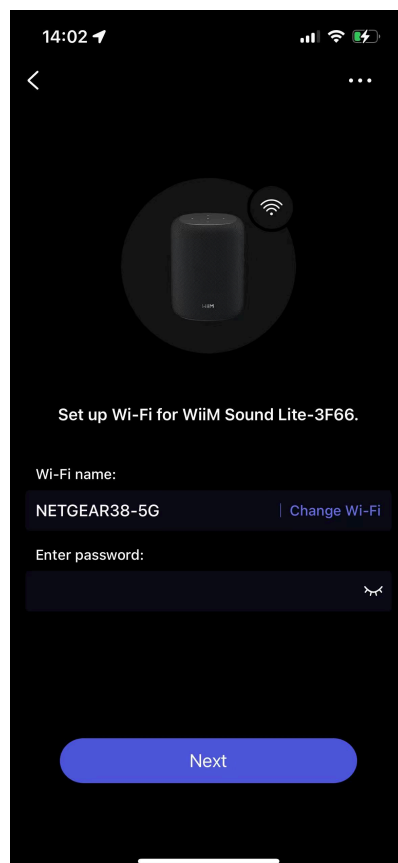 14:02
WiiM
Set up Wi-Fi for WiiM Sound Lite-3F66.
Wi-Fi name:
NETGEAR38-5G | Change Wi-Fi
Enter password:
Next